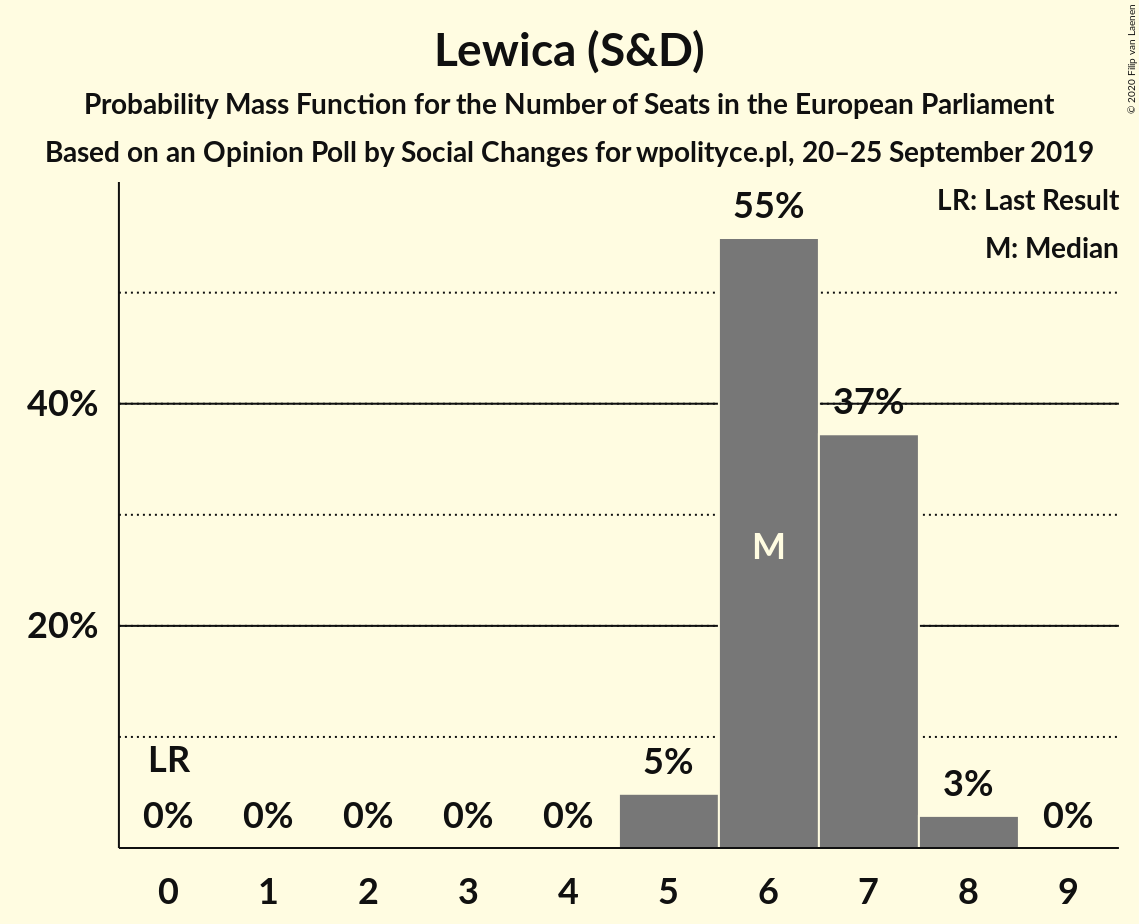 Lewica (S&D)
Probability Mass Function for the Number of Seats in the European Parliament
Based on an Opinion Poll by Social Changes for wpolityce.pl, 20–25 September 2019
© 2020 Filip van Laenen
LR: Last Result
M: Median
55%
40%
37%
M
20%
LR
5%
3%
0% 0% 0% 0% 0% 0%
0 1 2 3 4 5 6 7 8 9